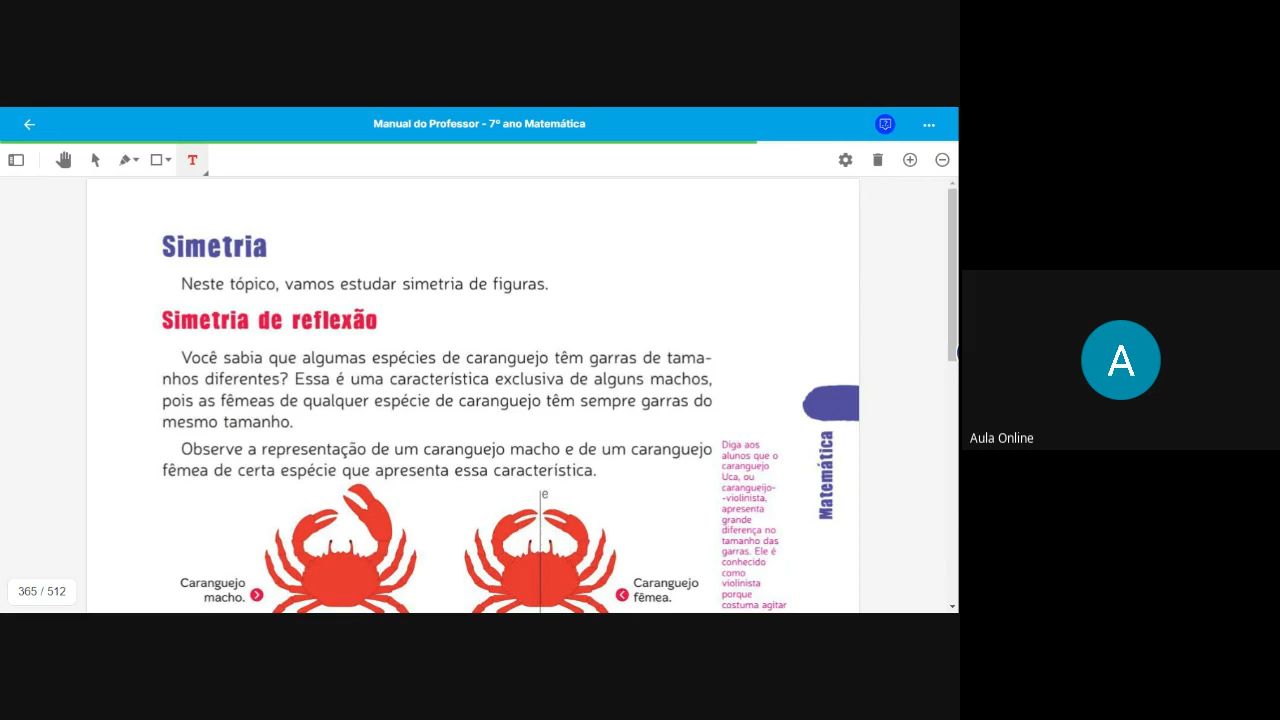 Manual do Professor - 7º ano Matemática
T
Simetria
Neste tópico, vamos estudar simetria de figuras.
Simetria de reflexão
Você sabia que algumas espécies de caranguejo têm garras de tama-
nhos diferentes? Essa é uma característica exclusiva de alguns machos,
pois as fêmeas de qualquer espécie de caranguejo têm sempre garras do
mesmo tamanho.
Observe a representação de um caranguejo macho e de um caranguejo
fêmea de certa espécie que apresenta essa característica.
e
Caranguejo
macho.
Caranguejo
fêmea.
Diga aos
alunos que o
caranguejo
Uca, ou
carangueijo-
-violinista,
apresenta
grande
diferença no
tamanho das
garras. Ele é
conhecido
como
violinista
porque
costuma agitar
Matemática
365 / 512
A
Aula Online